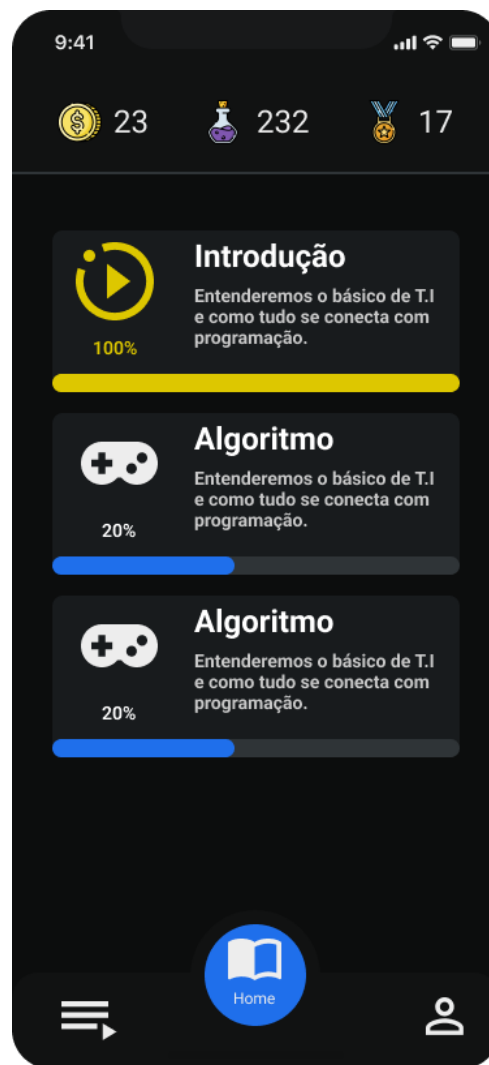 9:41
23 232 17
Introdução
Entenderemos o básico de T.I
e como tudo se conecta com
programação.
100%
Algoritmo
Entenderemos o básico de T.I
e como tudo se conecta com
programação.
20%
Algoritmo
Entenderemos o básico de T.I
e como tudo se conecta com
programação.
20%
Home